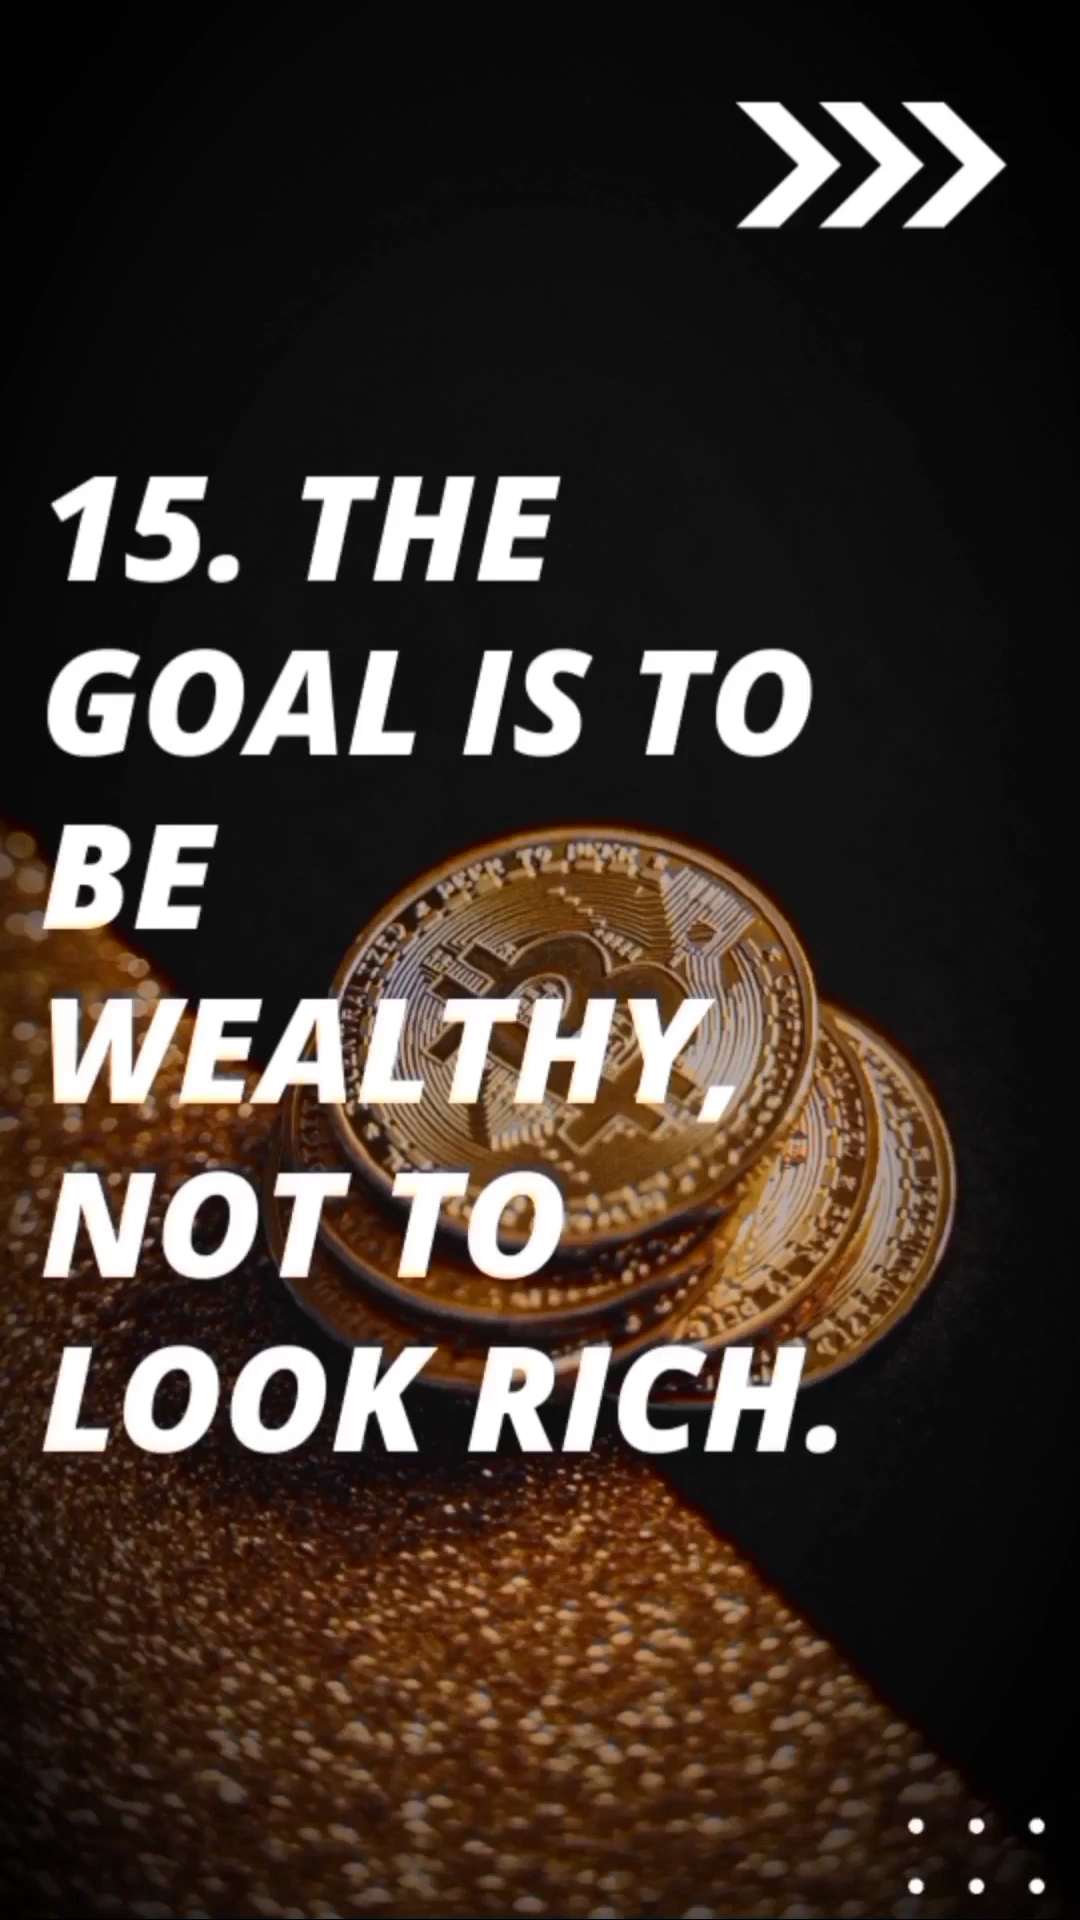 15. THE
GOAL IS TO
BE
WEALTHY,
NOT TO
LOOK RICH.